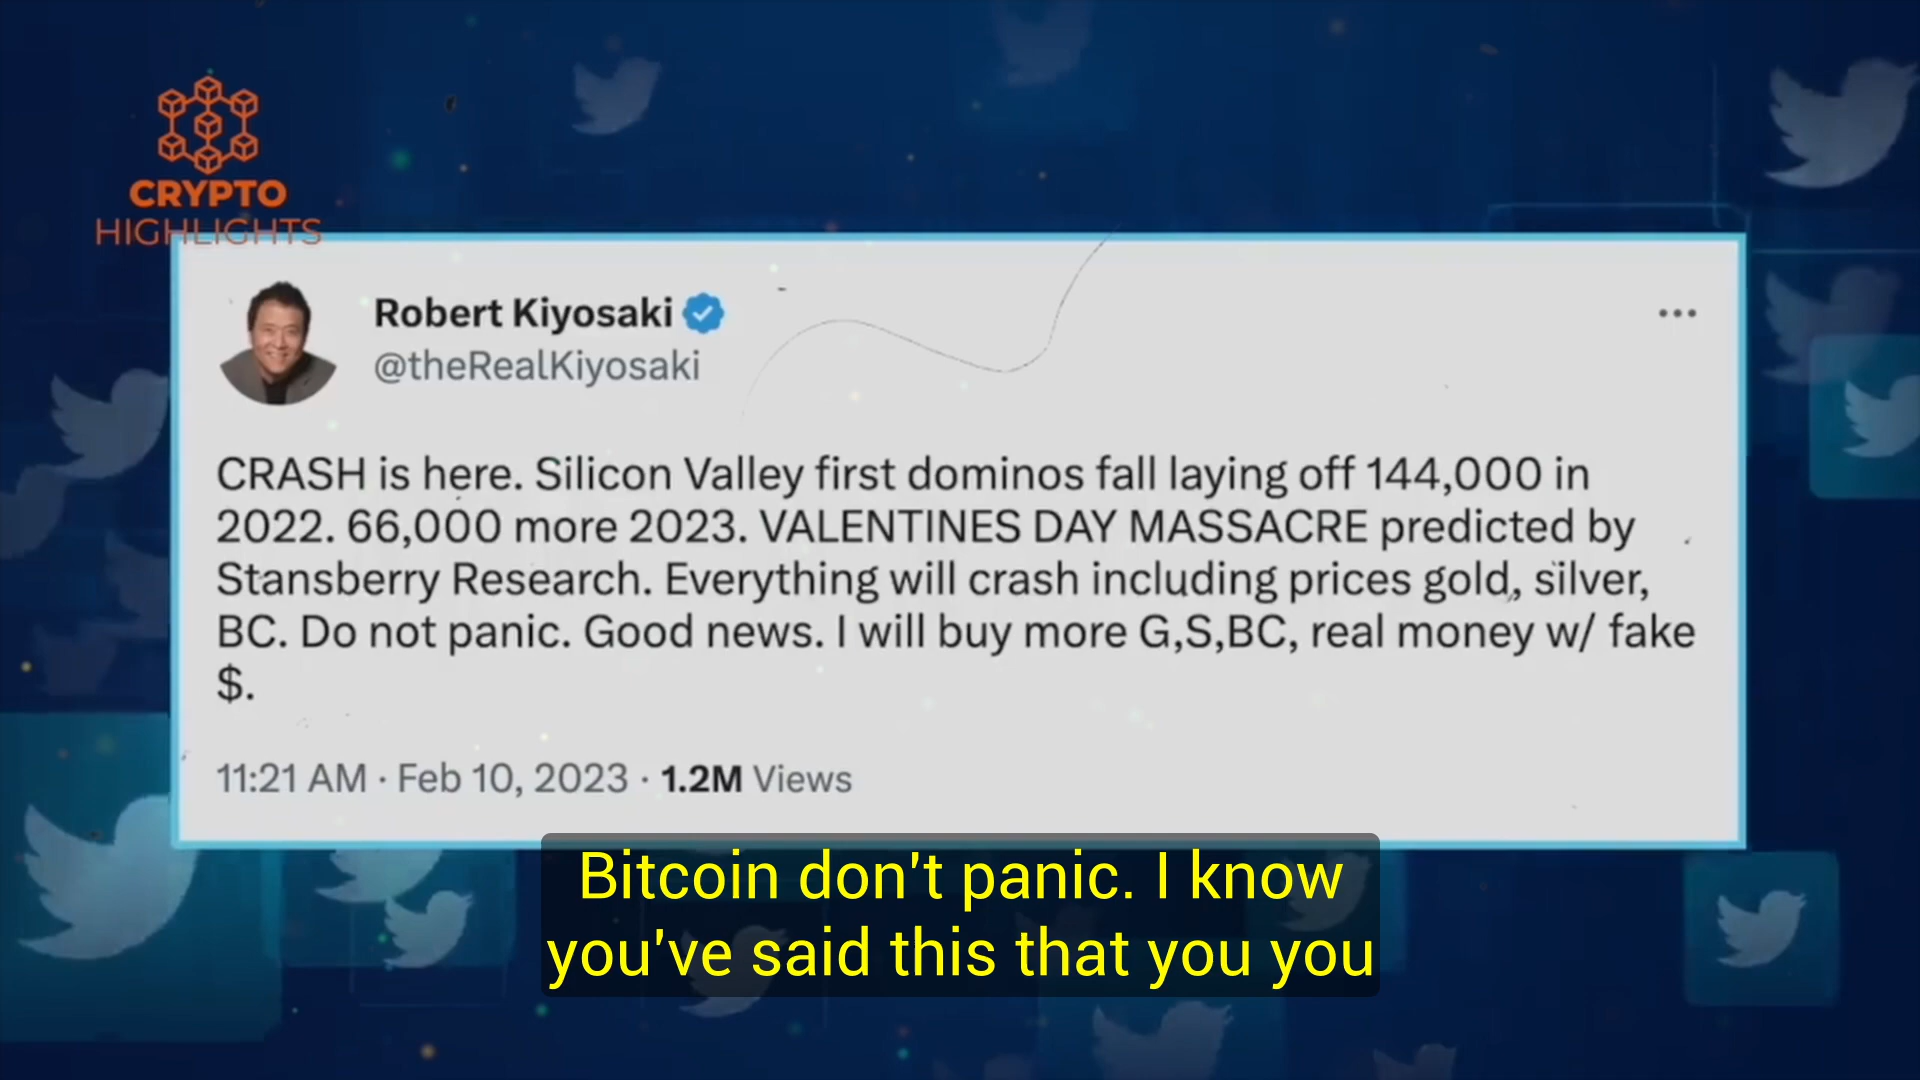 CRYPTO
HIGHLIGHTS
Robert Kiyosaki
@theRealKiyosaki
CRASH is here. Silicon Valley first dominos fall laying off 144,000 in
2022. 66,000 more 2023. VALENTINES DAY MASSACRE predicted by
Stansberry Research. Everything will crash including prices gold, silver,
BC. Do not panic. Good news. I will buy more G,S,BC, real money w/ fake
$.
11:21 AM · Feb 10, 2023 · 1.2M Views
Bitcoin don't panic. I know
you've said this that you you